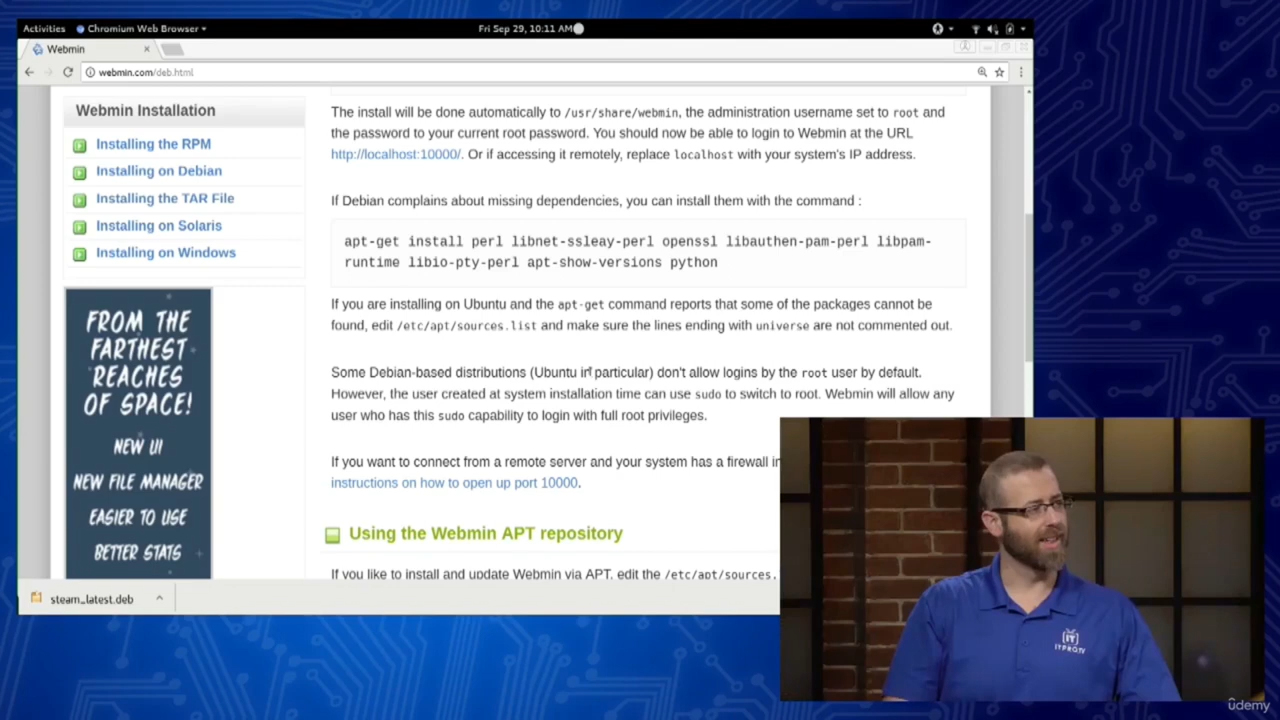 Activities Chromium Web Browser Fri Sep 29, 10:11 AM
Webmin
webmin.com/deb.html
Webmin Installation
Installing the RPM
Installing on Debian
Installing the TAR File
Installing on Solaris
Installing on Windows
FROM THE
FARTHEST
REACHES
OF SPACE!
NEW UI
NEW FILE MANAGER
EASIER TO USE
BETTER STATS
The install will be done automatically to /usr/share/webmin, the administration username set to root and
the password to your current root password. You should now be able to login to Webmin at the URL
http://localhost:10000/. Or if accessing it remotely, replace localhost with your system's IP address.
If Debian complains about missing dependencies, you can install them with the command :
apt-get install perl libnet-ssleay-perl openssl libauthen-pam-perl libpam-
runtime libio-pty-perl apt-show-versions python
If you are installing on Ubuntu and the apt-get command reports that some of the packages cannot be
found, edit /etc/apt/sources.list and make sure the lines ending with universe are not commented out.
Some Debian-based distributions (Ubuntu in particular) don't allow logins by the root user by default.
However, the user created at system installation time can use sudo to switch to root. Webmin will allow any
user who has this sudo capability to login with full root privileges.
If you want to connect from a remote server and your system has a firewall in
instructions on how to open up port 10000.
Using the Webmin APT repository
If you like to install and update Webmin via APT, edit the /etc/apt/sources.
steam_latest.deb
IT
ITPRO.TV
ûdemy